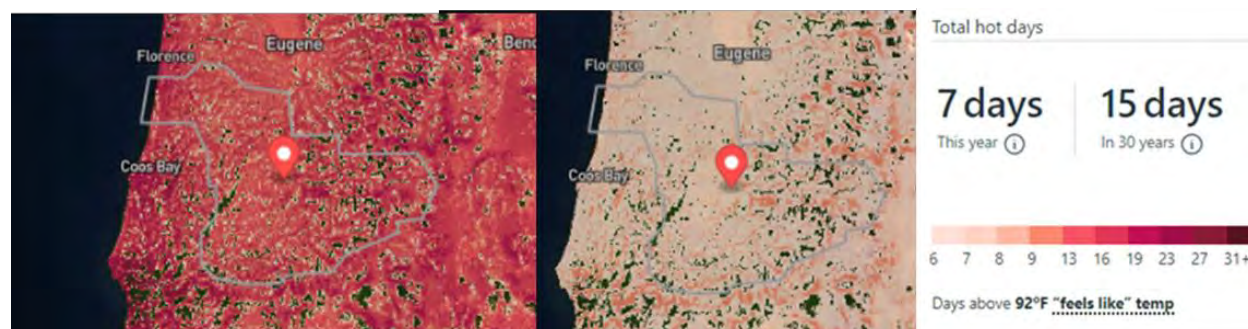 Florence
Eugene
Bend
Coos Bay
Florence
Eugene
Coos Bay
Total hot days
7 days
15 days
This year
In 30 years
6 7 8 9 13 16 19 23 27 31+
Days above 92°F "feels like" temp